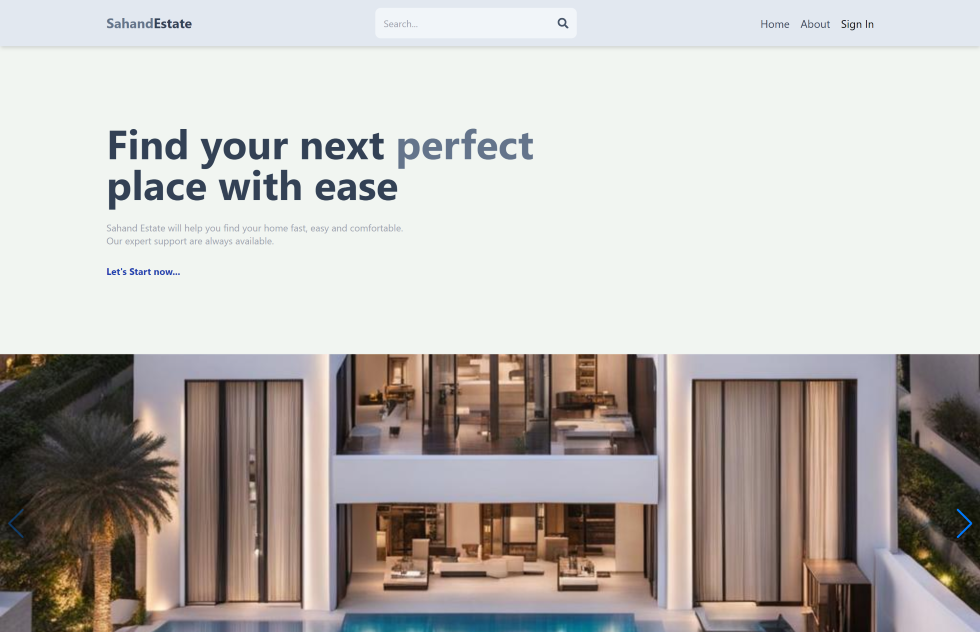 SahandEstate
Search...
Home
About
Sign In
Find your next perfect
place with ease
Sahand Estate will help you find your home fast, easy and comfortable.
Our expert support are always available.
Let's Start now...